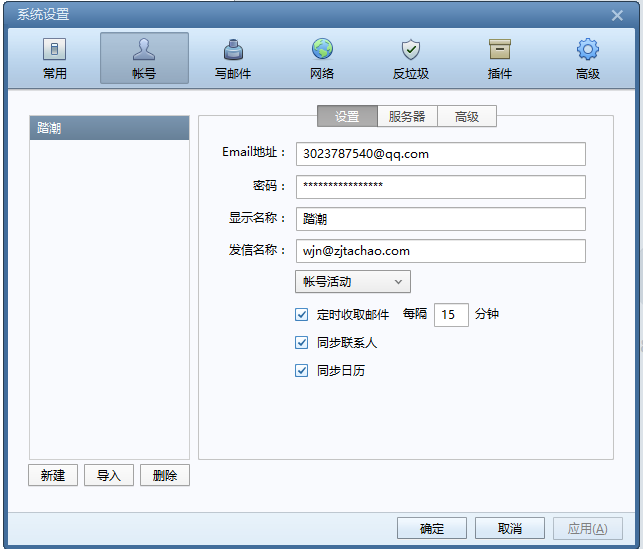 系统设置
常用 帐号 写邮件 网络 反垃圾 插件 高级
踏潮
设置 服务器 高级
Email地址： 3023787540@qq.com
密码： ****************
显示名称： 踏潮
发信名称： wjn@zjtachao.com
帐号活动
定时收取邮件 每隔 15 分钟
同步联系人
同步日历
新建 导入 删除
确定 取消 应用(A)